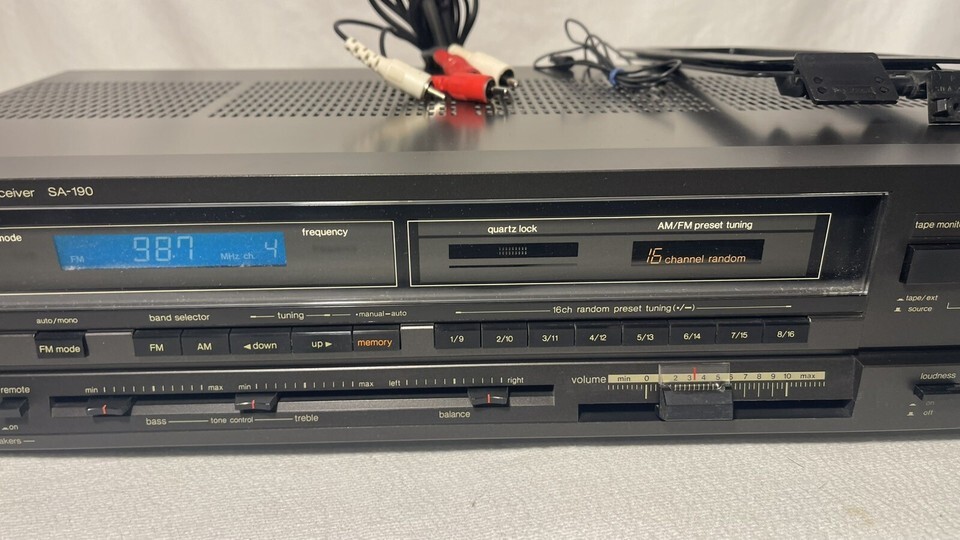 ceiver SA-190
mode
frequency
FM 98.7 MHz ch. 4
quartz lock
AM/FM preset tuning
16 channel random
tape monito
tape/ext
source
auto/mono
band selector
tuning
manual-auto
16ch random preset tuning(•/–)
FM mode
FM
AM
◄down
up►
memory
1/9
2/10
3/11
4/12
5/13
6/14
7/15
8/16
remote
on
akers
min max min max left right
bass tone control treble
balance
volume min 0 2 3 4 5 6 7 8 9 10 max
loudness
on
off